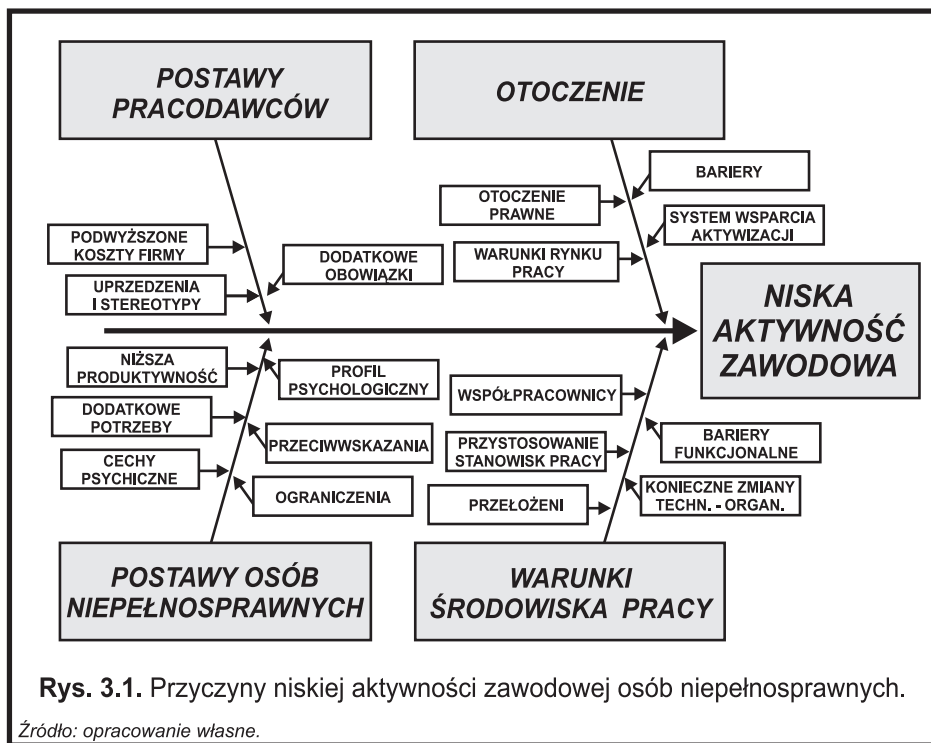 POSTAWY
PRACODAWCÓW
OTOCZENIE
BARIERY
OTOCZENIE
PRAWNE
SYSTEM WSPARCIA
AKTYWIZACJI
PODWYŻSZONE
KOSZTY FIRMY
DODATKOWE
OBOWIĄZKI
WARUNKI RYNKU
PRACY
UPRZEDZENIA
I STEREOTYPY
NISKA
AKTYWNOŚĆ
ZAWODOWA
NIŻSZA
PRODUKTYWNOŚĆ
PROFIL
PSYCHOLOGICZNY
WSPÓŁPRACOWNICY
DODATKOWE
POTRZEBY
PRZECIWWSKAZANIA
PRZYSTOSOWANIE
STANOWISK PRACY
BARIERY
FUNKCJONALNE
CECHY
PSYCHICZNE
OGRANICZENIA
PRZEŁOŻENI
KONIECZNE ZMIANY
TECHN. - ORGAN.
POSTAWY OSÓB
NIEPEŁNOSPRAWNYCH
WARUNKI
ŚRODOWISKA PRACY
Rys. 3.1. Przyczyny niskiej aktywności zawodowej osób niepełnosprawnych.
Źródło: opracowanie własne.